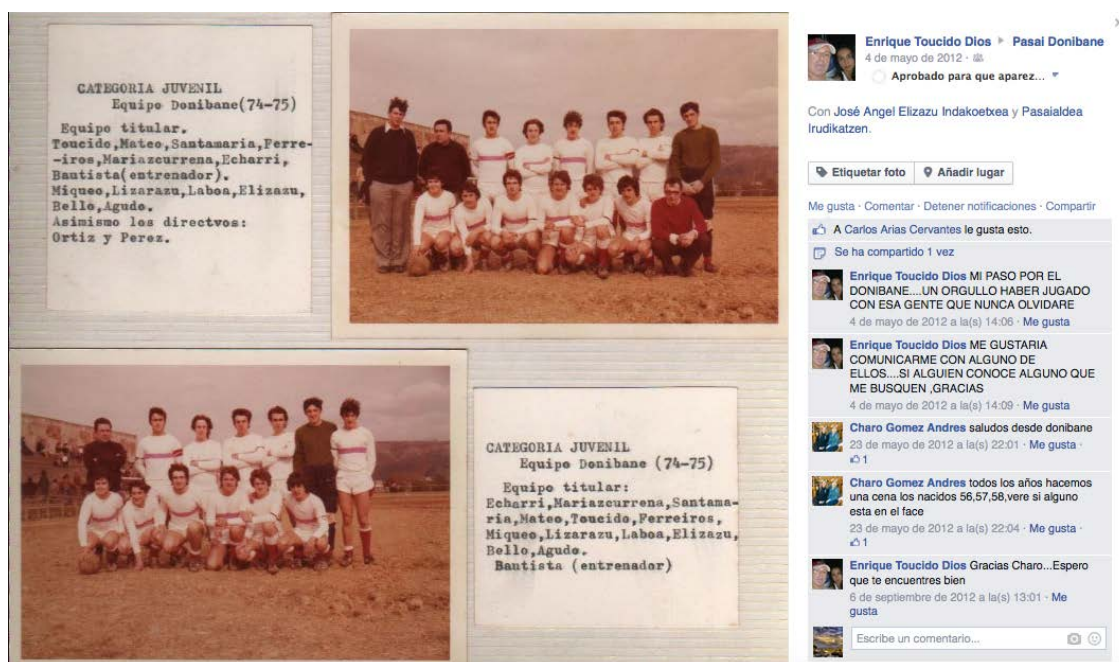 CATEGORIA JUVENIL
Equipo Donibane(74-75)
Equipo titular.
Toucido,Mateo,Santamaria,Ferre-
-iros,Mariazcurrena,Echarri,
Bautista(entrenador).
Miqueo,Lizarazu,Laboa,Elizazu,
Bello,Agudo.
Asimismo los directvos:
Ortiz y Perez.
CATEGORIA JUVENIL
Equipo Donibane (74-75)
Equipo titular:
Echarri,Mariazcurrena,Santama-
ria,Mateo,Toucido,Ferreiros,
Miqueo,Lizarazu,Laboa,Elizazu,
Bello,Agudo.
Bautista (entrenador)
Enrique Toucido Dios ▸ Pasai Donibane
4 de mayo de 2012 ·
Aprobado para que aparez...
Con José Angel Elizazu Indakoetxea y Pasaialdea
Irudikatzen.
Etiquetar foto
Añadir lugar
Me gusta · Comentar · Detener notificaciones · Compartir
A Carlos Arias Cervantes le gusta esto.
Se ha compartido 1 vez
Enrique Toucido Dios MI PASO POR EL
DONIBANE....UN ORGULLO HABER JUGADO
CON ESA GENTE QUE NUNCA OLVIDARE
4 de mayo de 2012 a la(s) 14:06 · Me gusta
Enrique Toucido Dios ME GUSTARIA
COMUNICARME CON ALGUNO DE
ELLOS....SI ALGUIEN CONOCE ALGUNO QUE
ME BUSQUEN ,GRACIAS
4 de mayo de 2012 a la(s) 14:09 · Me gusta
Charo Gomez Andres saludos desde donibane
23 de mayo de 2012 a la(s) 22:01 · Me gusta ·
1
Charo Gomez Andres todos los años hacemos
una cena los nacidos 56,57,58,vere si alguno
esta en el face
23 de mayo de 2012 a la(s) 22:04 · Me gusta ·
1
Enrique Toucido Dios Gracias Charo...Espero
que te encuentres bien
6 de septiembre de 2012 a la(s) 13:01 · Me
gusta
Escribe un comentario...